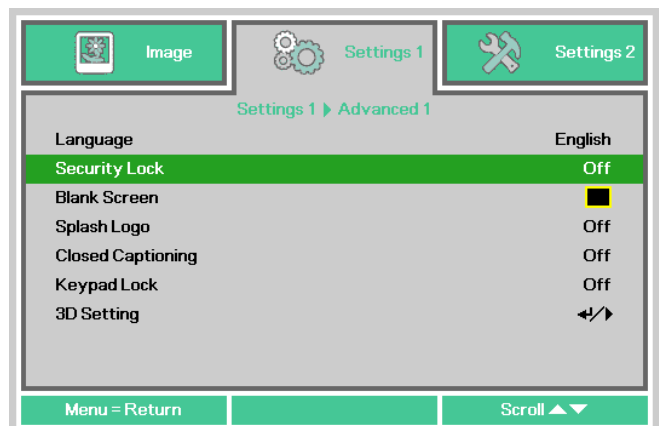 Image Settings 1 Settings 2
Settings 1 ▶ Advanced 1
Language English
Security Lock Off
Blank Screen
Splash Logo Off
Closed Captioning Off
Keypad Lock Off
3D Setting ↵/▶
Menu = Return Scroll ▲▼